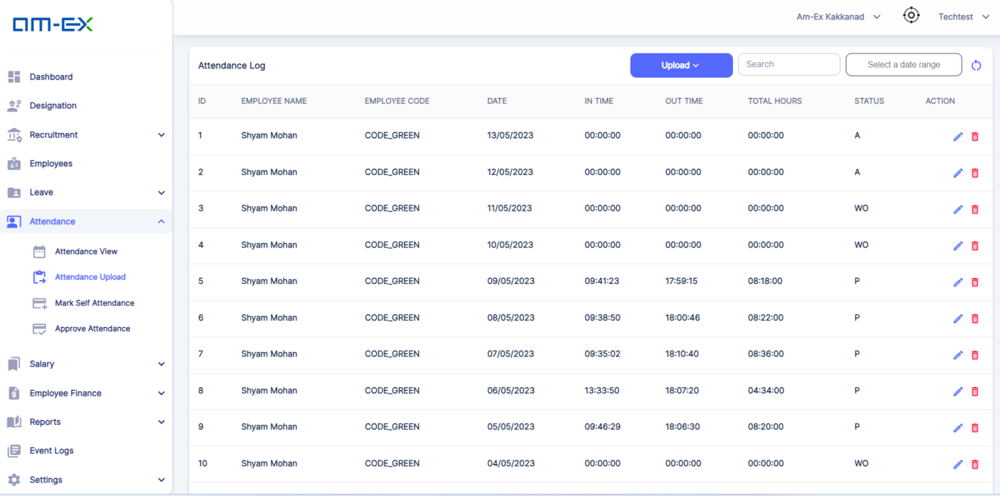 am-ex
Am-Ex Kakkanad
Techtest
Dashboard
Designation
Recruitment
Employees
Leave
Attendance
Attendance View
Attendance Upload
Mark Self Attendance
Approve Attendance
Salary
Employee Finance
Reports
Event Logs
Settings
Attendance Log
Upload
Search
Select a date range
ID EMPLOYEE NAME EMPLOYEE CODE DATE IN TIME OUT TIME TOTAL HOURS STATUS ACTION
1 Shyam Mohan CODE_GREEN 13/05/2023 00:00:00 00:00:00 00:00:00 A
2 Shyam Mohan CODE_GREEN 12/05/2023 00:00:00 00:00:00 00:00:00 A
3 Shyam Mohan CODE_GREEN 11/05/2023 00:00:00 00:00:00 00:00:00 WO
4 Shyam Mohan CODE_GREEN 10/05/2023 00:00:00 00:00:00 00:00:00 WO
5 Shyam Mohan CODE_GREEN 09/05/2023 09:41:23 17:59:15 08:18:00 P
6 Shyam Mohan CODE_GREEN 08/05/2023 09:38:50 18:00:46 08:22:00 P
7 Shyam Mohan CODE_GREEN 07/05/2023 09:35:02 18:10:40 08:36:00 P
8 Shyam Mohan CODE_GREEN 06/05/2023 13:33:50 18:07:20 04:34:00 P
9 Shyam Mohan CODE_GREEN 05/05/2023 09:46:29 18:06:30 08:20:00 P
10 Shyam Mohan CODE_GREEN 04/05/2023 00:00:00 00:00:00 00:00:00 WO